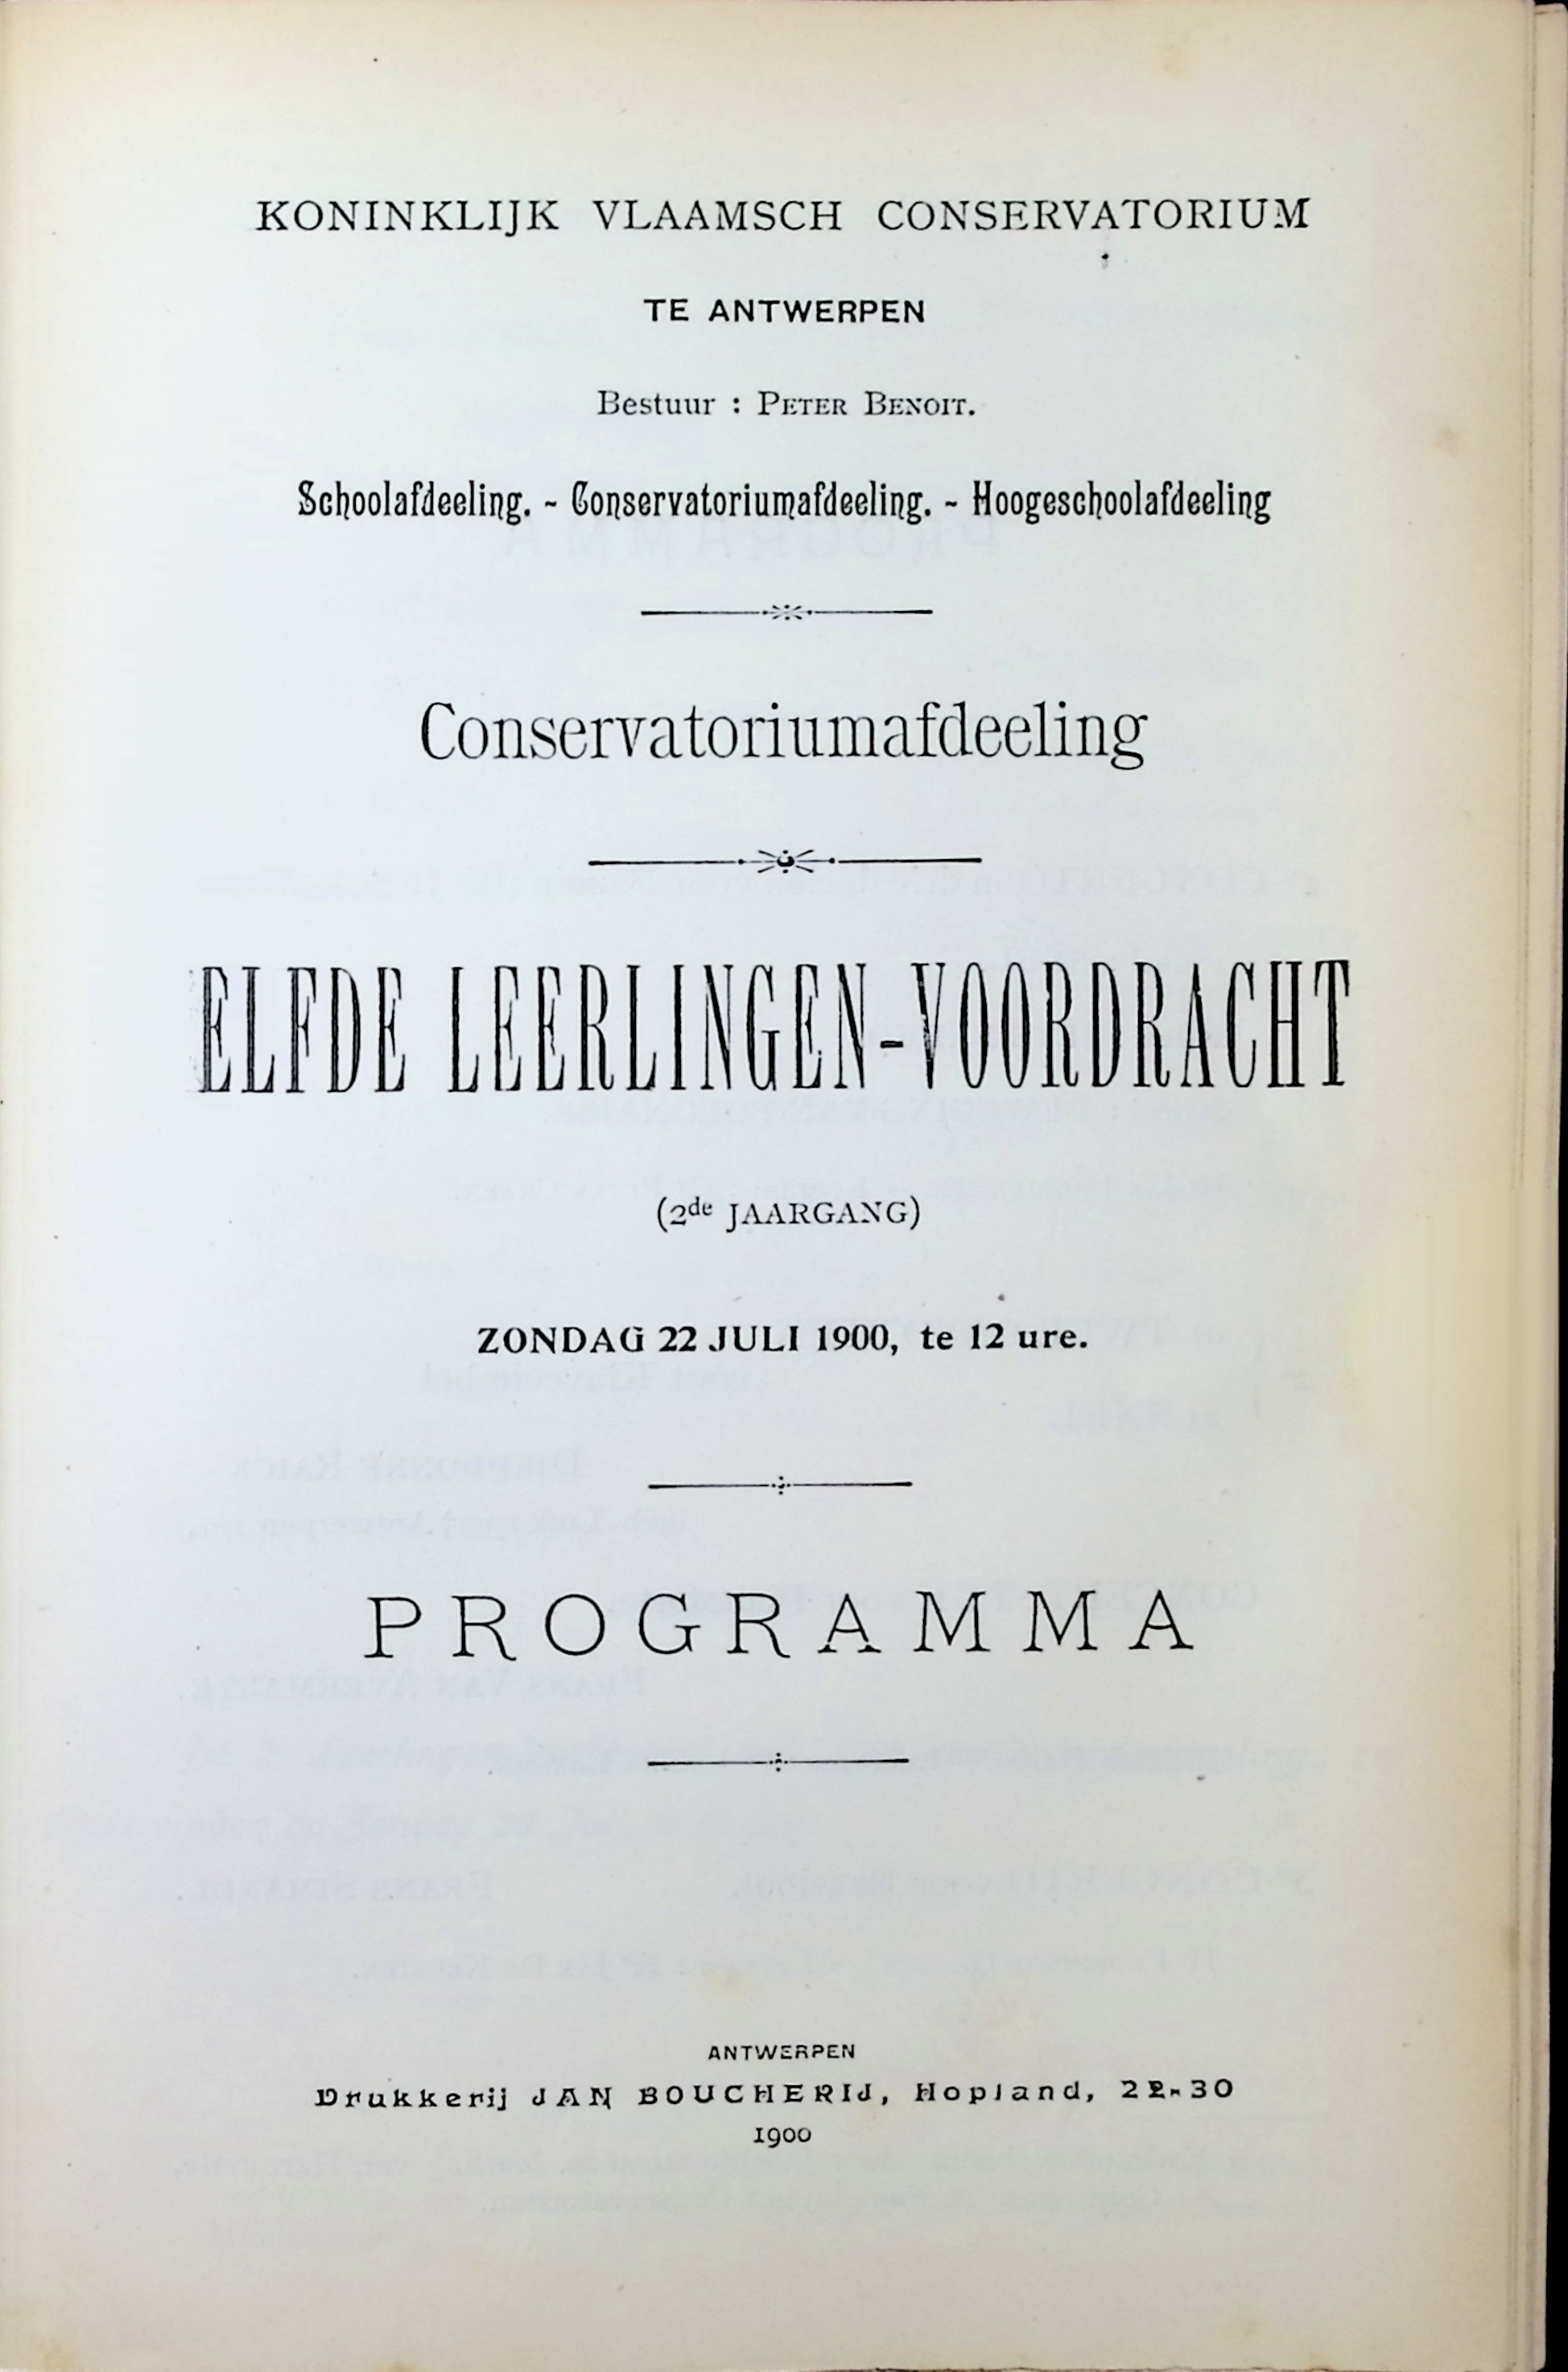 KONINKLIJK VLAAMSCH CONSERVATORIUM
TE ANTWERPEN
Bestuur : PETER BENOIT.
Schoolafdeeling. - Conservatoriumafdeeling. - Hoogeschoolafdeeling
Conservatoriumafdeeling
ELFDE LEERLINGEN-VOORDRACHT
(2de JAARGANG)
ZONDAG 22 JULI 1900, te 12 ure.
PROGRAMMA
ANTWERPEN
Drukkerij JAN BOUCHERIJ, Hopland, 22-30
1900